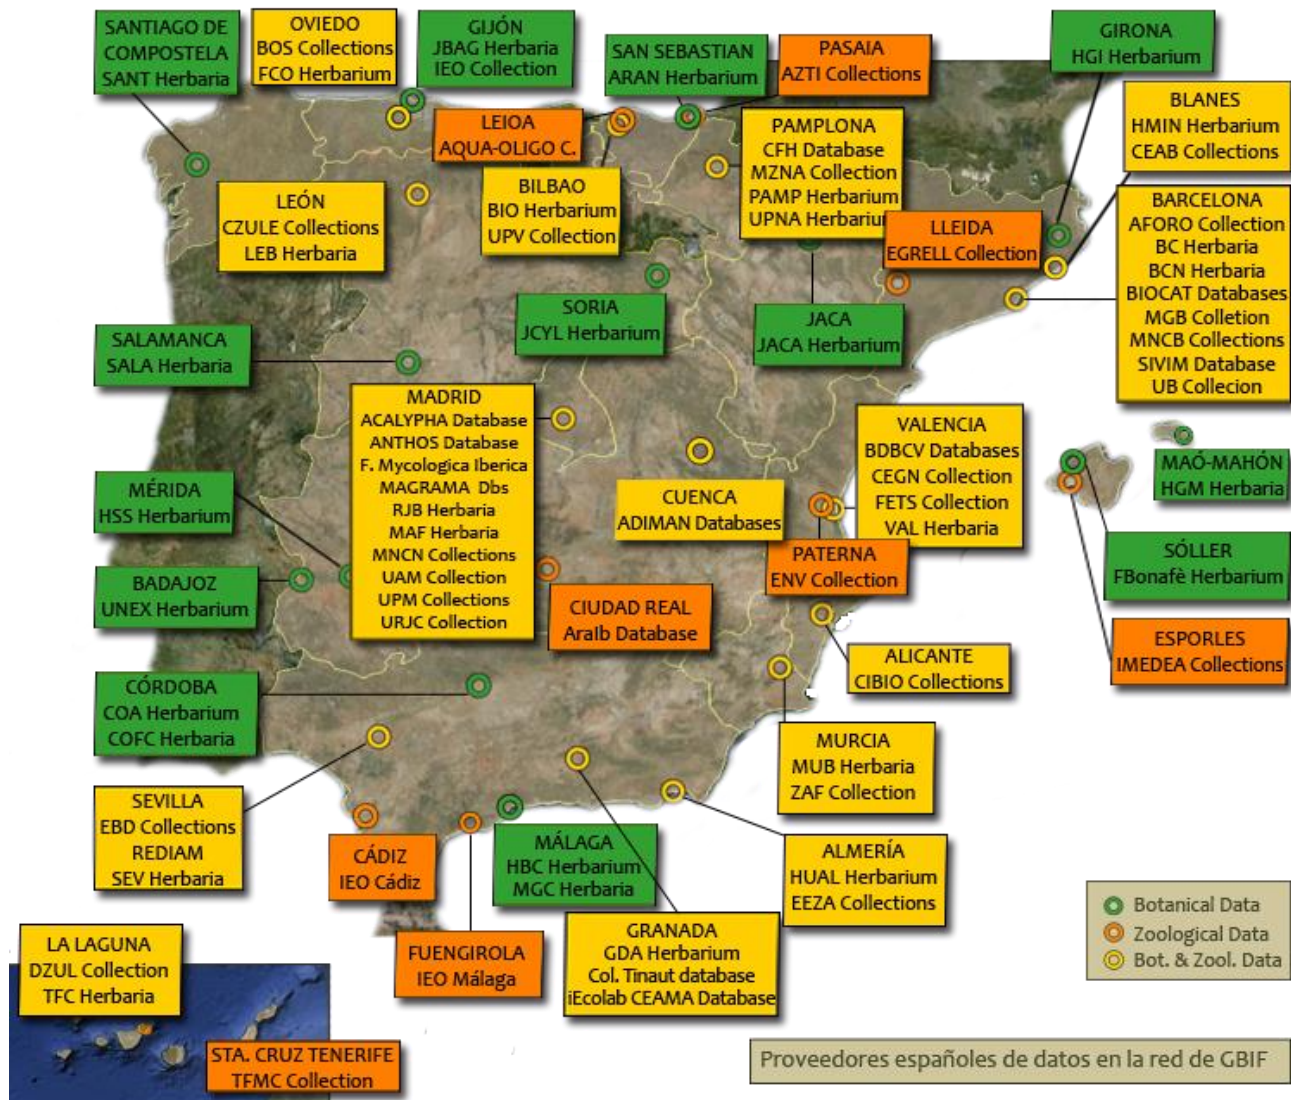 SANTIAGO DE
COMPOSTELA
SANT Herbaria
OVIEDO
BOS Collections
FCO Herbarium
GIJÓN
JBAG Herbaria
IEO Collection
SAN SEBASTIAN
ARAN Herbarium
PASAIA
AZTI Collections
GIRONA
HGI Herbarium
LEIOA
AQUA-OLIGO C.
BLANES
HMIN Herbarium
CEAB Collections
PAMPLONA
CFH Database
MZNA Collection
PAMP Herbarium
UPNA Herbarium
LEÓN
CZULE Collections
LEB Herbaria
BILBAO
BIO Herbarium
UPV Collection
LLEIDA
EGRELL Collection
BARCELONA
AFORO Collection
BC Herbaria
BCN Herbaria
BIOCAT Databases
MGB Colletion
MNCB Collections
SIVIM Database
UB Collecion
SORIA
JCYL Herbarium
JACA
JACA Herbarium
SALAMANCA
SALA Herbaria
MADRID
ACALYPHA Database
ANTHOS Database
F. Mycologica Iberica
MAGRAMA Dbs
RJB Herbaria
MAF Herbaria
MNCN Collections
UAM Collection
UPM Collections
URJC Collection
VALENCIA
BDBCV Databases
CEGN Collection
FETS Collection
VAL Herbaria
MAÓ-MAHÓN
HGM Herbaria
MÉRIDA
HSS Herbarium
CUENCA
ADIMAN Databases
PATERNA
ENV Collection
SÓLLER
FBonafè Herbarium
BADAJOZ
UNEX Herbarium
CIUDAD REAL
AraIb Database
ESPORLES
IMEDEA Collections
ALICANTE
CIBIO Collections
CÓRDOBA
COA Herbarium
COFC Herbaria
MURCIA
MUB Herbaria
ZAF Collection
SEVILLA
EBD Collections
REDIAM
SEV Herbaria
CÁDIZ
IEO Cádiz
MÁLAGA
HBC Herbarium
MGC Herbaria
ALMERÍA
HUAL Herbarium
EEZA Collections
FUENGIROLA
IEO Málaga
GRANADA
GDA Herbarium
Col. Tinaut database
iEcolab CEAMA Database
LA LAGUNA
DZUL Collection
TFC Herbaria
STA. CRUZ TENERIFE
TFMC Collection
Botanical Data
Zoological Data
Bot. & Zool. Data
Proveedores españoles de datos en la red de GBIF